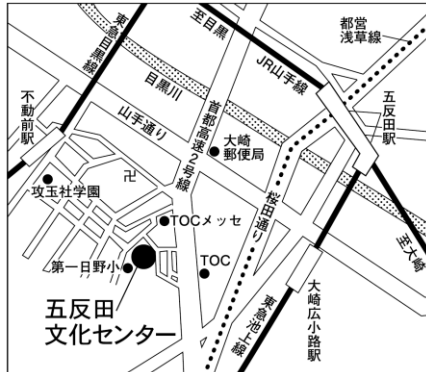 都営
浅草線
至目黒
東急目黒線
JR山手線
目黒川
首都高速2号線
五反田駅
不動前駅
山手通り
大崎
郵便局
卍
攻玉社学園
桜田通り
TOCメッセ
第一日野小
TOC
至大崎
五反田
文化センター
大崎広小路駅
東急池上線